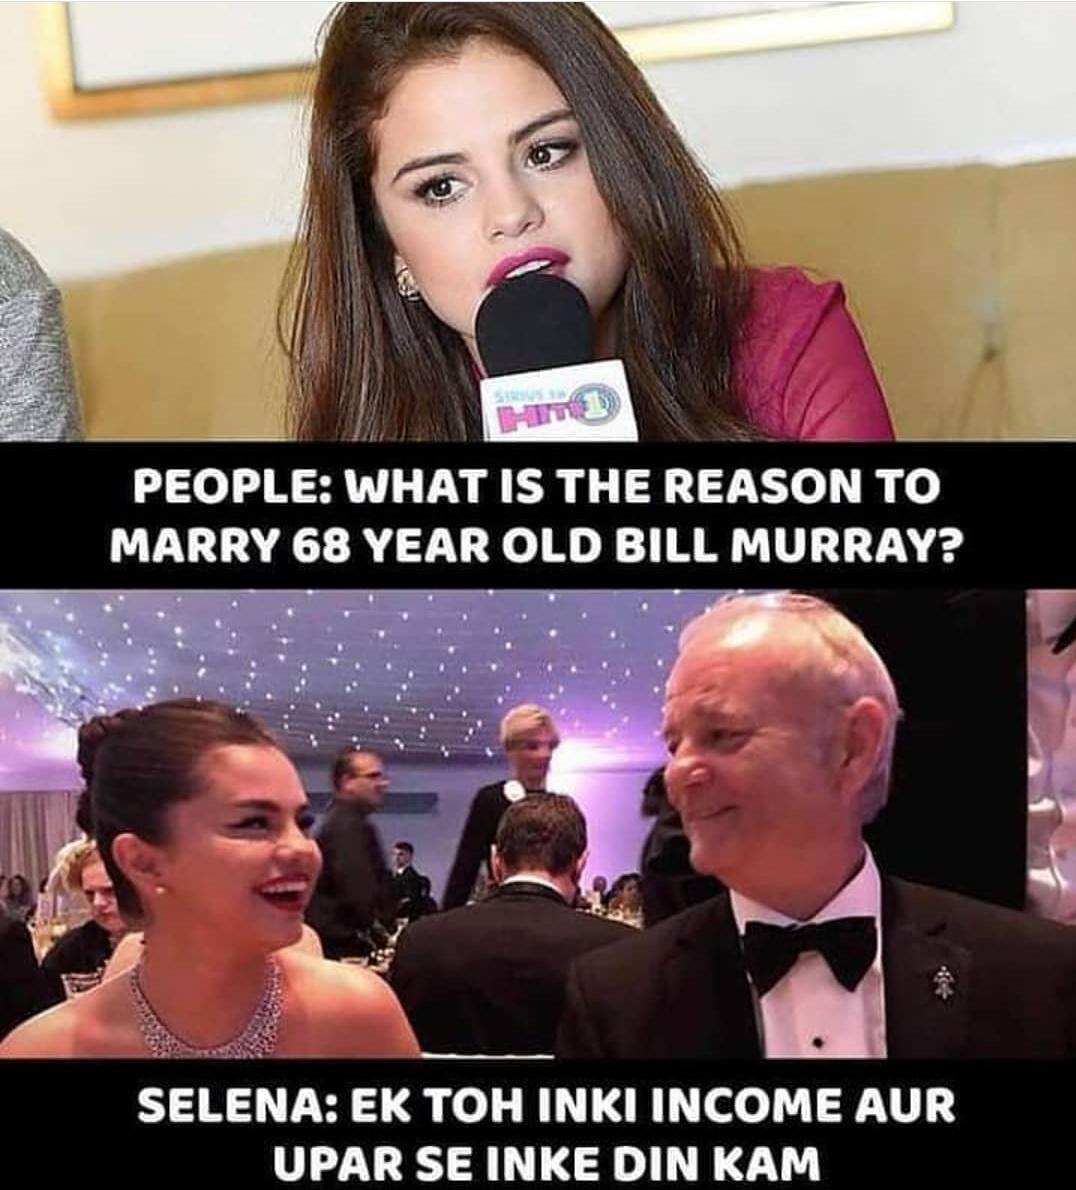 SIRIUS XM
HITS 1
PEOPLE: WHAT IS THE REASON TO
MARRY 68 YEAR OLD BILL MURRAY?
SELENA: EK TOH INKI INCOME AUR
UPAR SE INKE DIN KAM